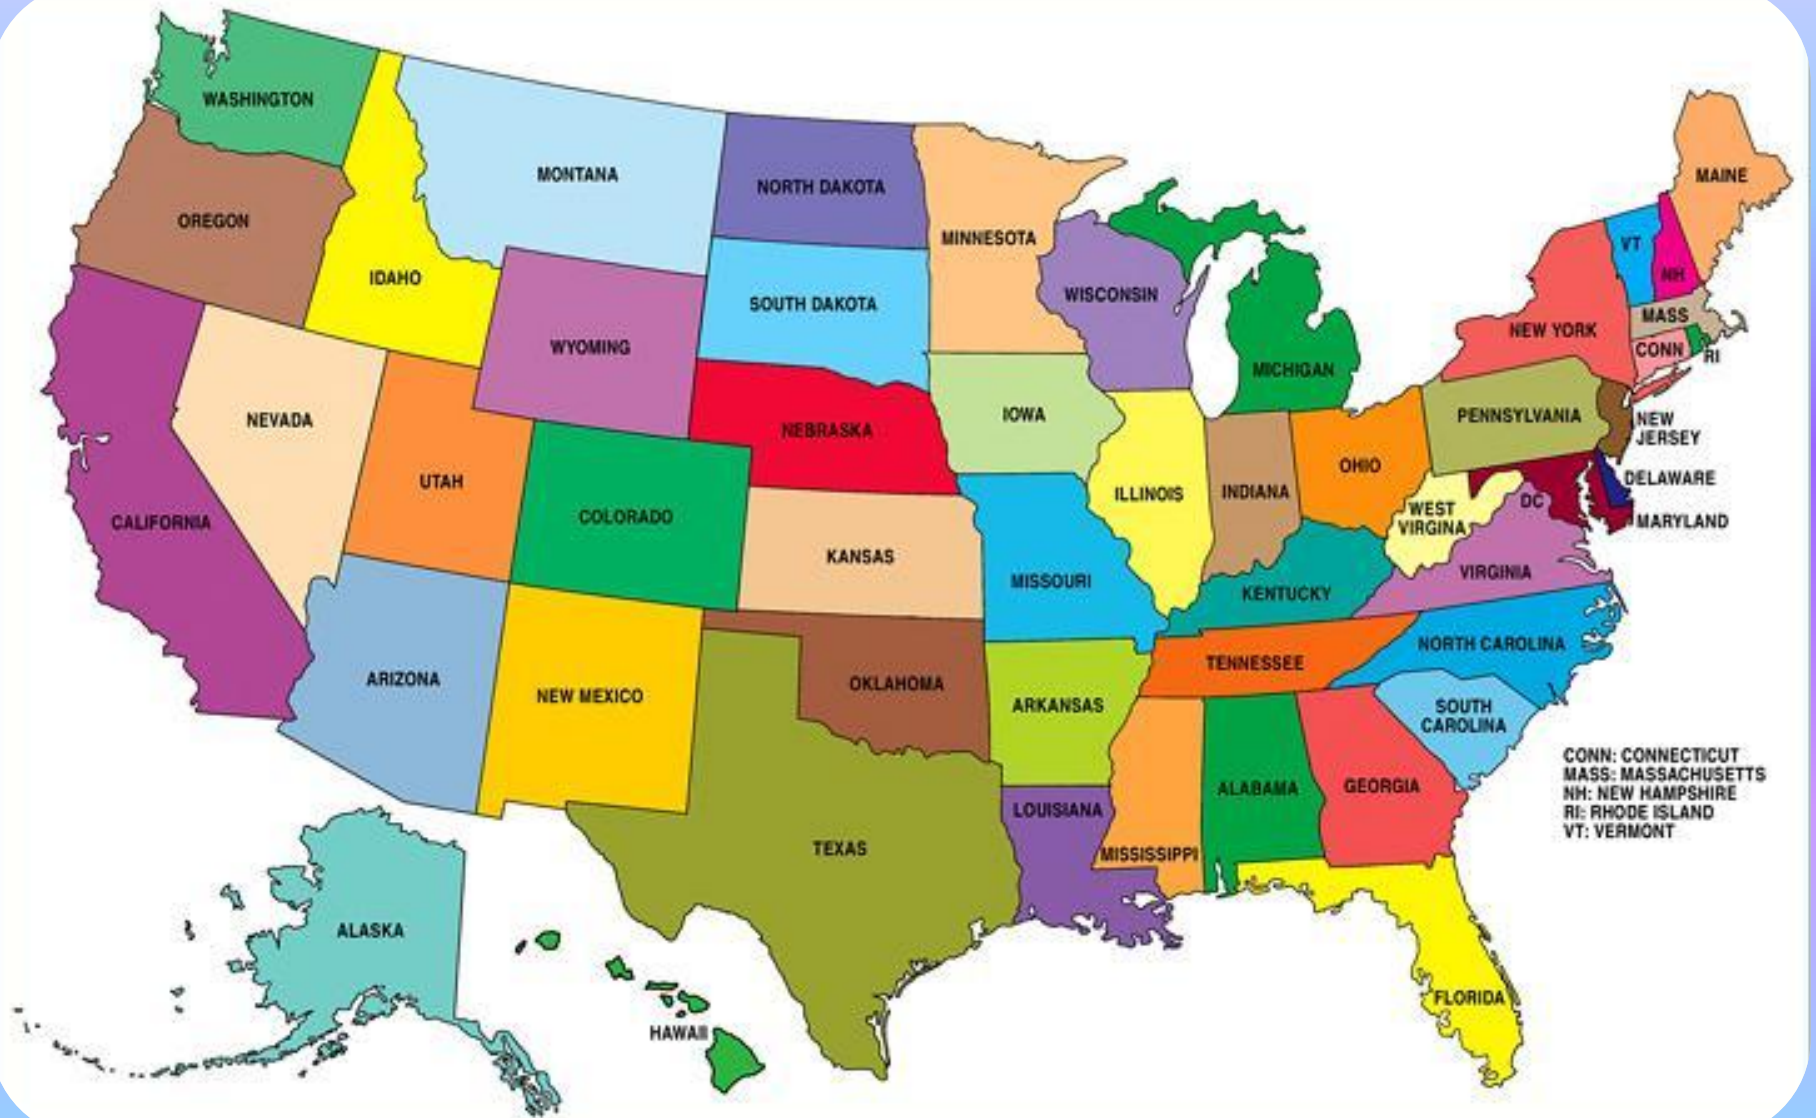 WASHINGTON
OREGON
IDAHO
MONTANA
NORTH DAKOTA
MINNESOTA
SOUTH DAKOTA
WYOMING
WISCONSIN
MICHIGAN
MAINE
VT
NH
NEW YORK
MASS
CONN
RI
NEVADA
UTAH
CALIFORNIA
COLORADO
NEBRASKA
IOWA
KANSAS
MISSOURI
ILLINOIS
INDIANA
OHIO
PENNSYLVANIA
NEW
JERSEY
DELAWARE
DC
MARYLAND
WEST
VIRGINA
VIRGINIA
KENTUCKY
NORTH CAROLINA
TENNESSEE
SOUTH
CAROLINA
ARIZONA
NEW MEXICO
OKLAHOMA
ARKANSAS
TEXAS
LOUISIANA
MISSISSIPPI
ALABAMA
GEORGIA
FLORIDA
ALASKA
HAWAII
CONN: CONNECTICUT
MASS: MASSACHUSETTS
NH: NEW HAMPSHIRE
RI: RHODE ISLAND
VT: VERMONT